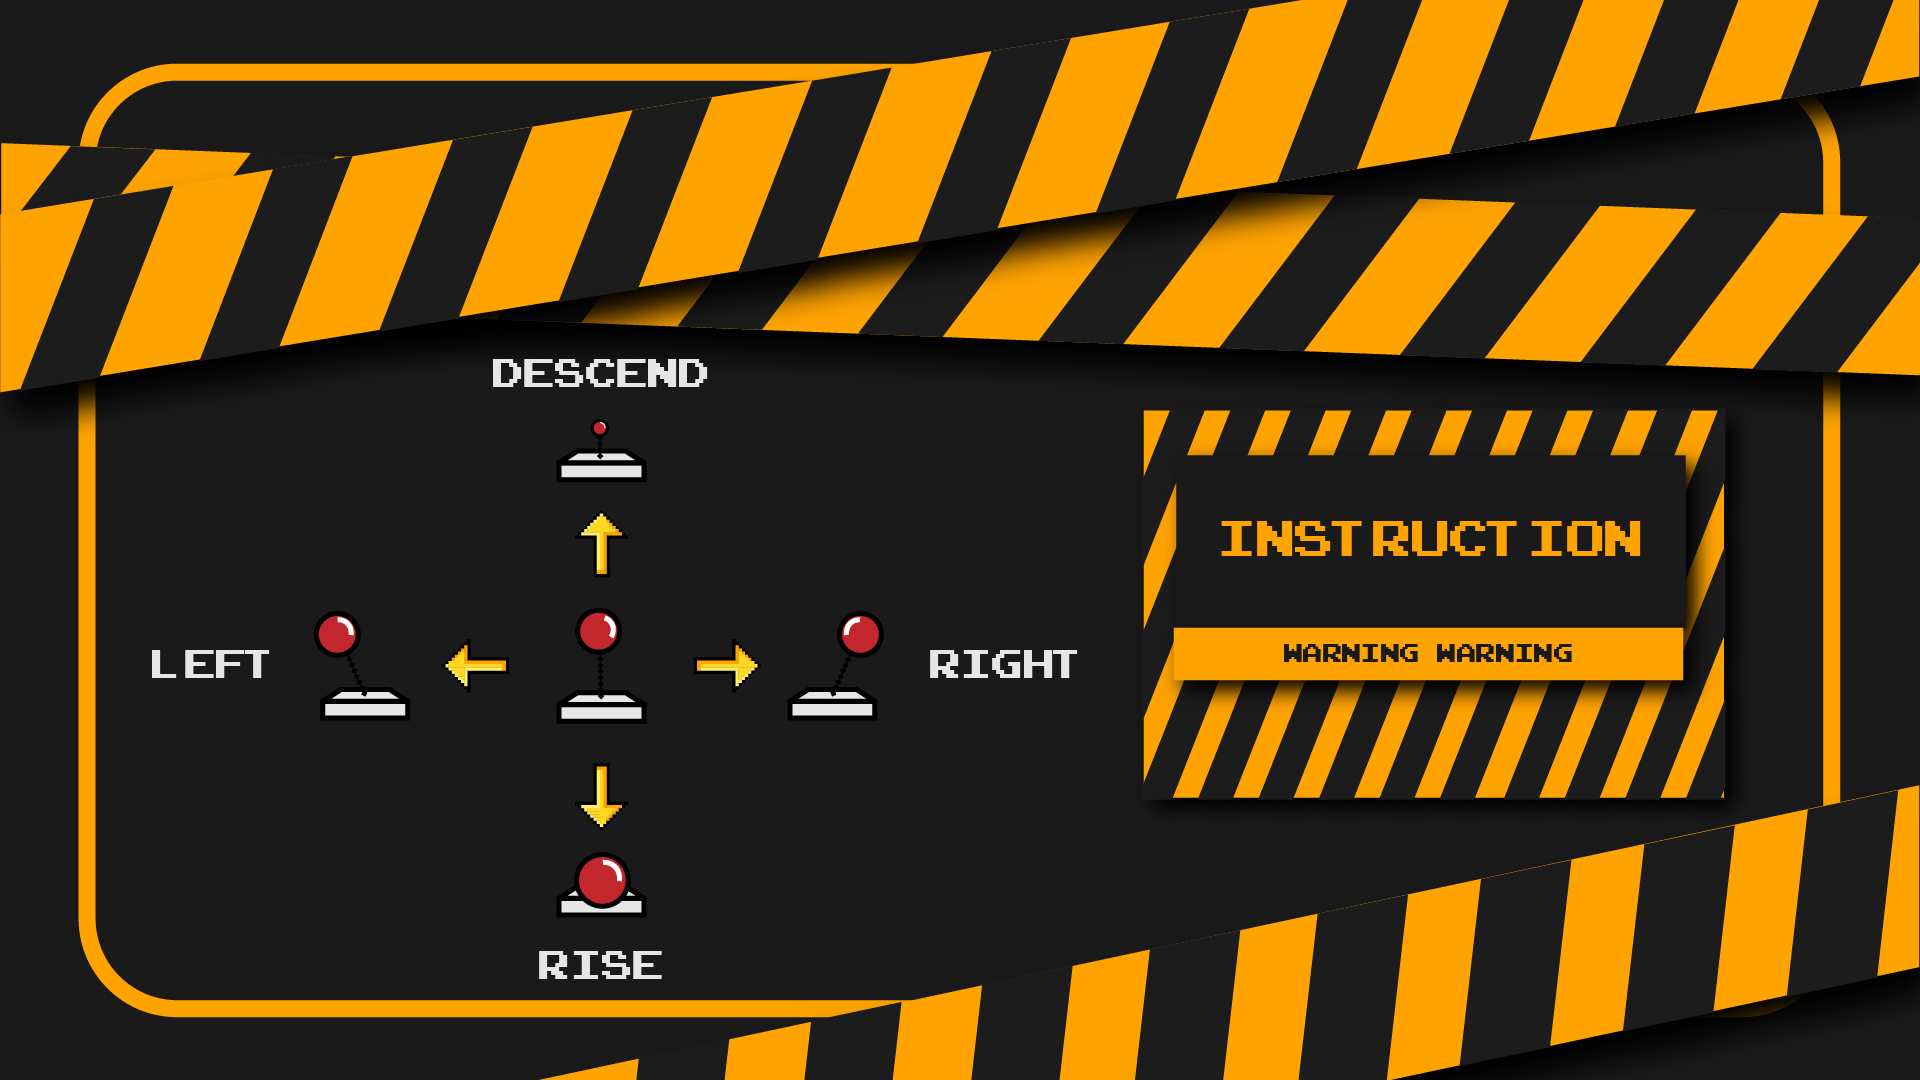 DESCEND
LEFT
RIGHT
RISE
INSTRUCTION
WARNING WARNING